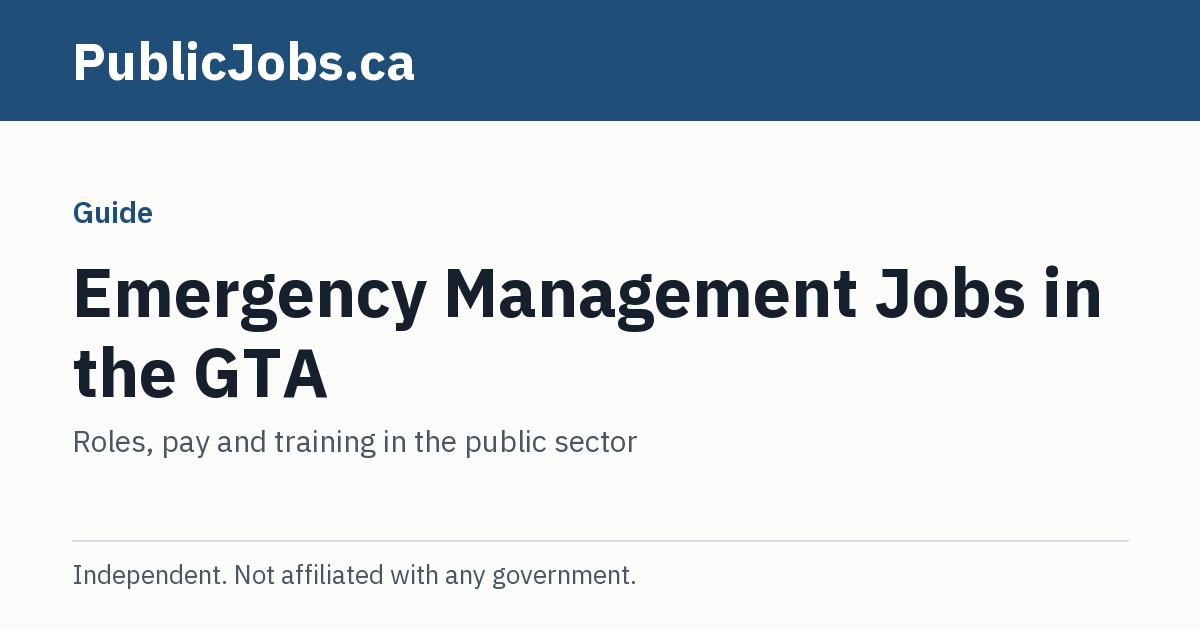 PublicJobs.ca
Guide
Emergency Management Jobs in
the GTA
Roles, pay and training in the public sector
Independent. Not affiliated with any government.